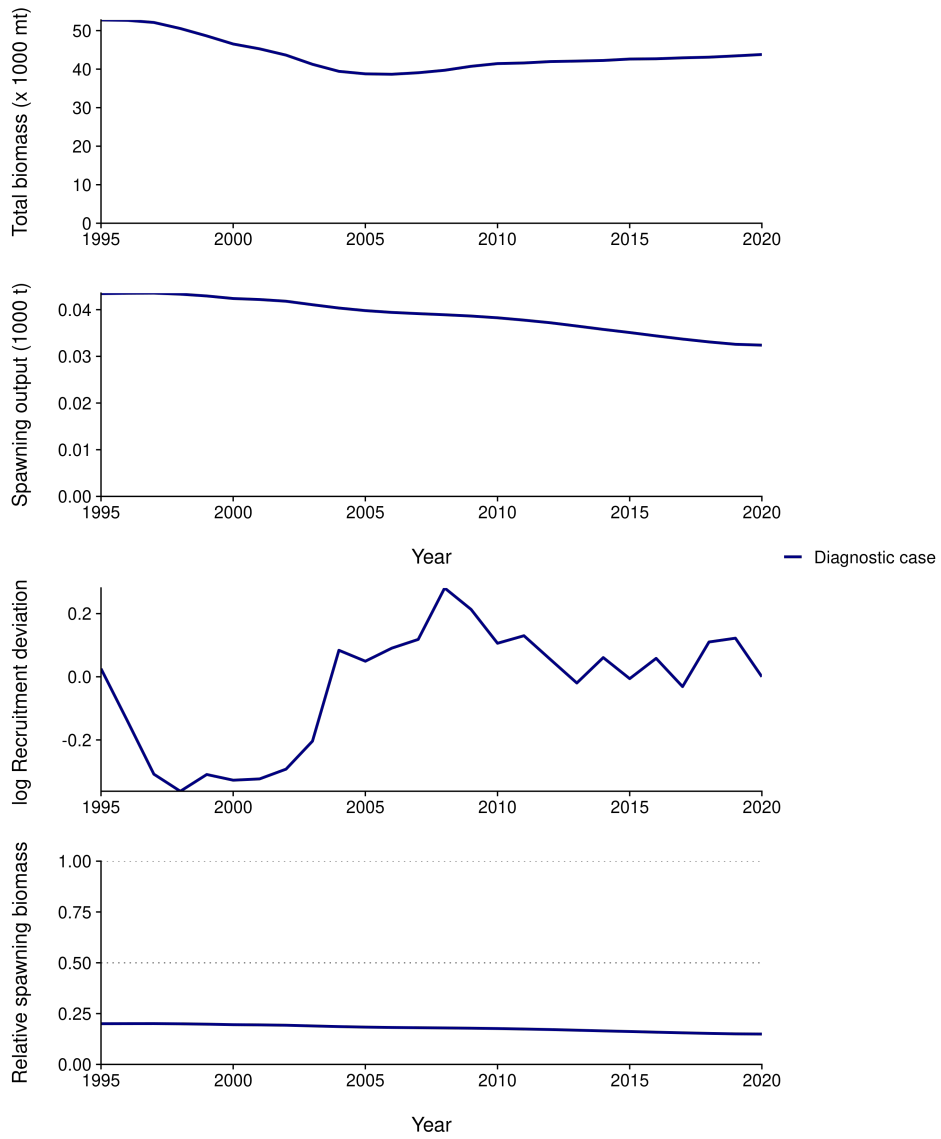 Total biomass (x 1000 mt)
50
40
30
20
10
0
1995 2000 2005 2010 2015 2020
Spawning output (1000 t)
0.04
0.03
0.02
0.01
0.00
1995 2000 2005 2010 2015 2020
Year
Diagnostic case
log Recruitment deviation
0.2
0.0
-0.2
1995 2000 2005 2010 2015 2020
Relative spawning biomass
1.00
0.75
0.50
0.25
0.00
1995 2000 2005 2010 2015 2020
Year